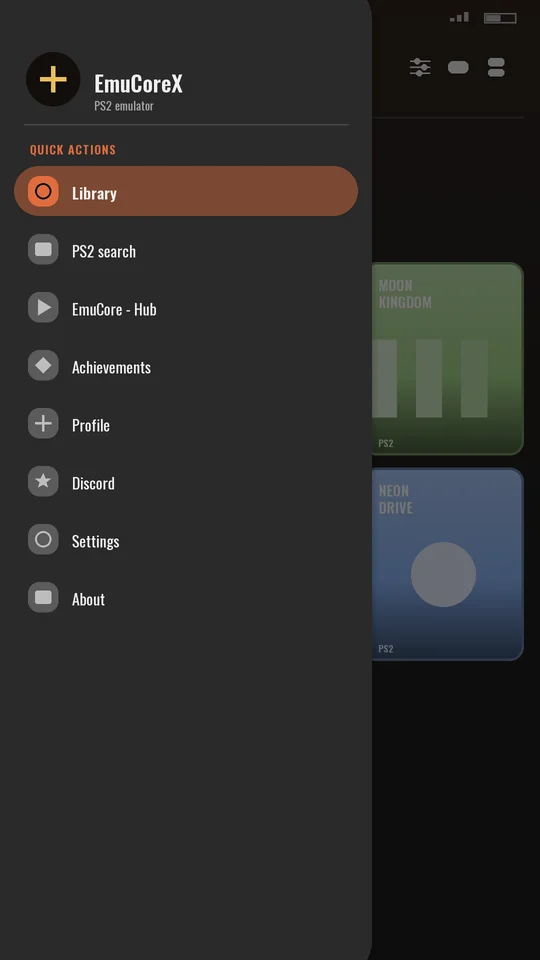 EmuCoreX
PS2 emulator
QUICK ACTIONS
Library
PS2 search
EmuCore - Hub
Achievements
Profile
Discord
Settings
About
MOON
KINGDOM
PS2
NEON
DRIVE
PS2